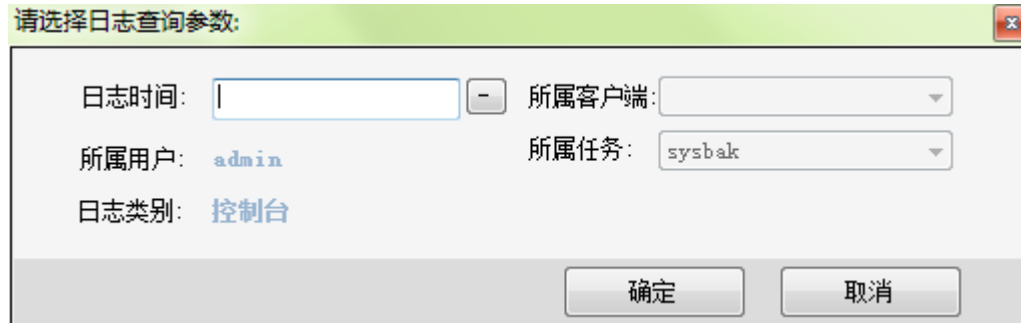 请选择日志查询参数:
日志时间: - 所属客户端:
所属用户: admin 所属任务: sysbak
日志类别: 控制台
确定 取消